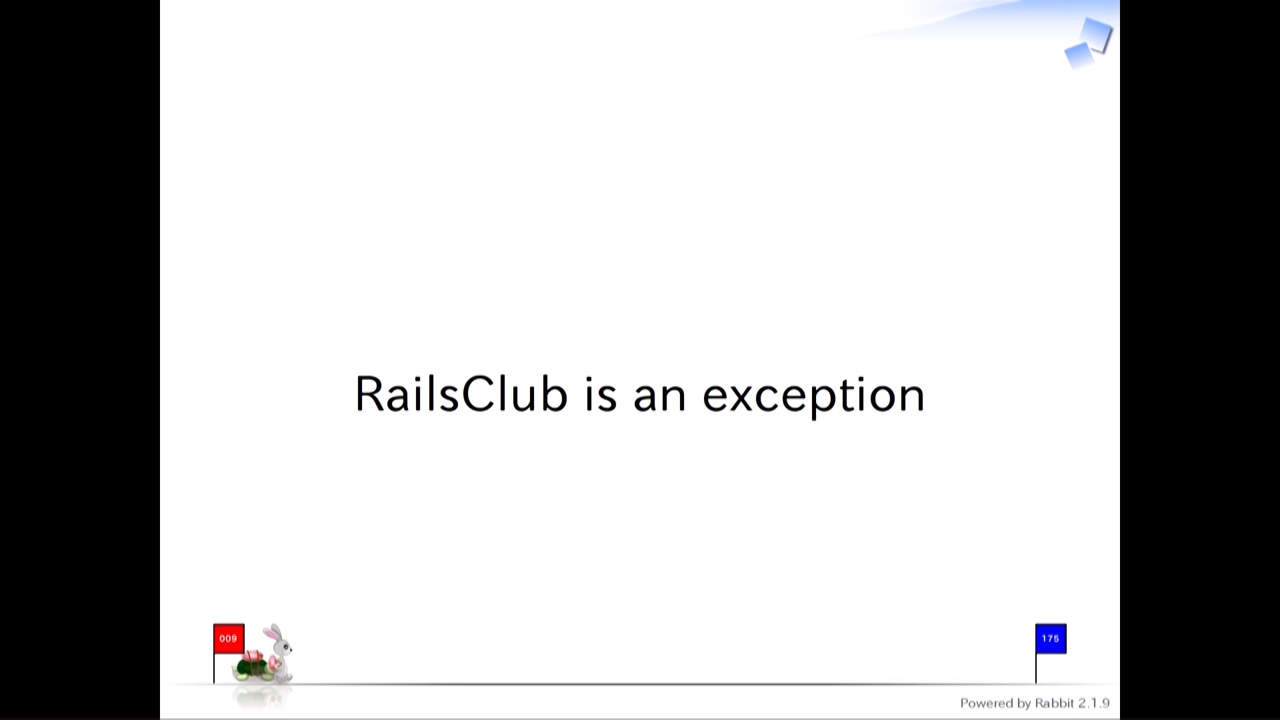 RailsClub is an exception
009
175
Powered by Rabbit 2.1.9